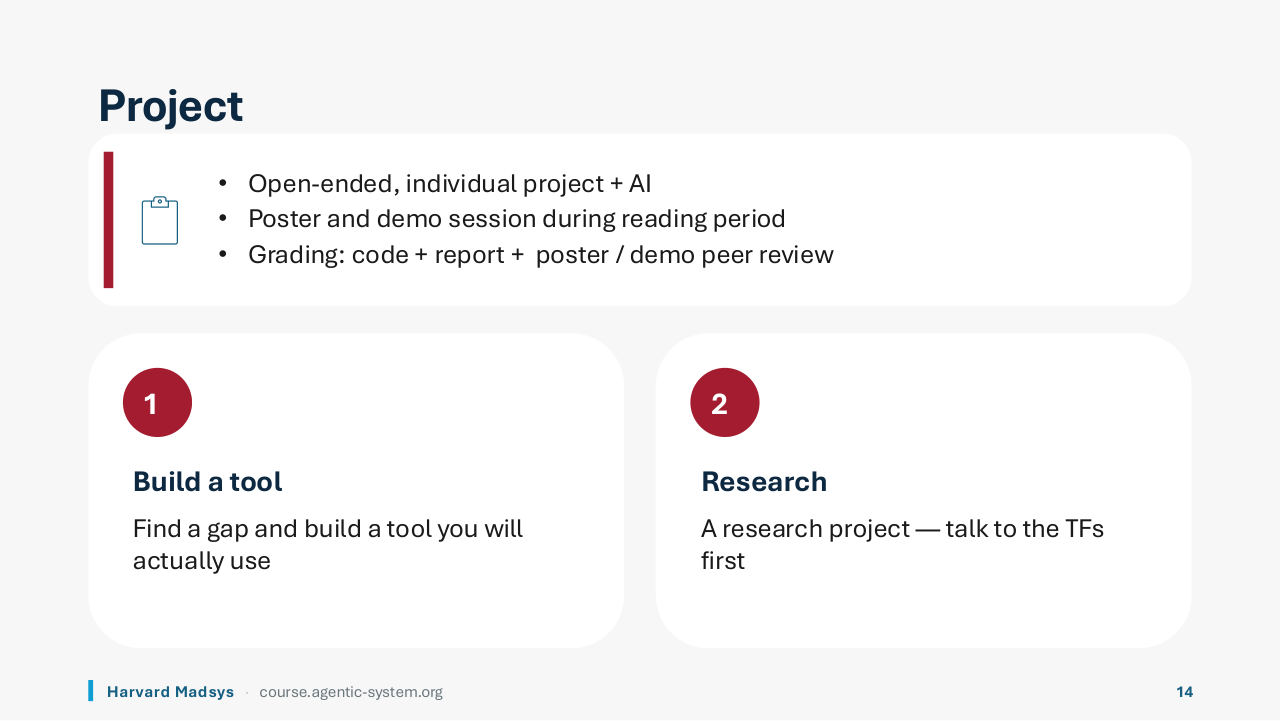 Project
• Open-ended, individual project + AI
• Poster and demo session during reading period
• Grading: code + report +  poster / demo peer review
1
Build a tool
Find a gap and build a tool you will
actually use
2
Research
A research project — talk to the TFs
first
Harvard Madsys · course.agentic-system.org
14